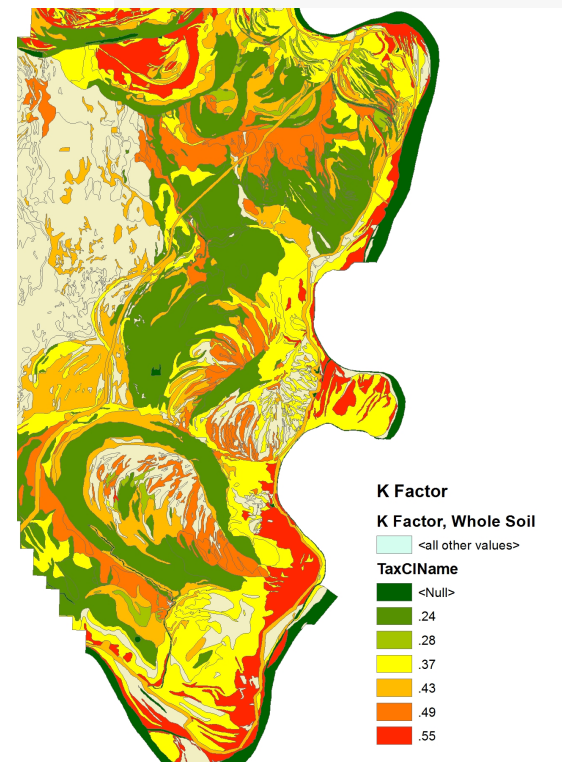 K Factor
K Factor, Whole Soil
<all other values>
TaxClName
<Null>
.24
.28
.37
.43
.49
.55